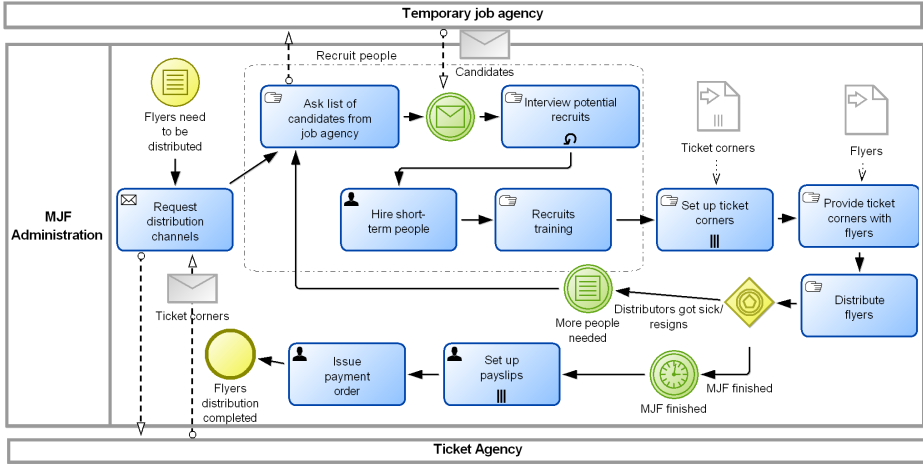 Temporary job agency
Recruit people
Candidates
Flyers need
to be
distributed
Ask list of
candidates from
job agency
Interview potential
recruits
Ticket corners
Flyers
MJF
Administration
Request
distribution
channels
Hire short-
term people
Recruits
training
Set up ticket
corners
Provide ticket
corners with
flyers
Ticket corners
More people
needed
Distributors got sick/
resigns
Distribute
flyers
Flyers
distribution
completed
Issue
payment
order
Set up
payslips
MJF finished
MJF finished
Ticket Agency